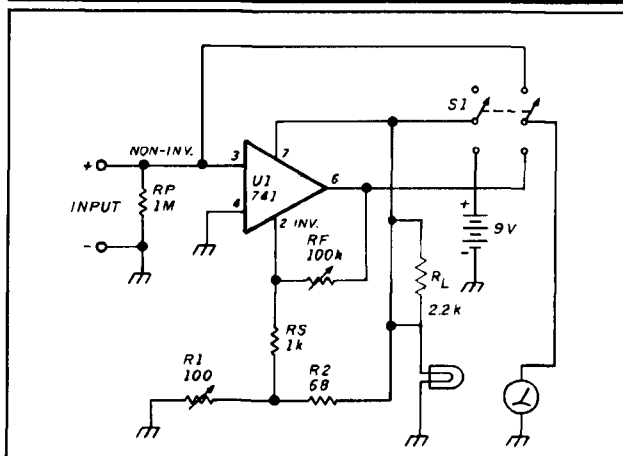 S1
NON-INV.
3
7
+
RP
1M
U1
741
6
INPUT
4
2 INV.
+
9V
-
RF
100k
-
RL
2.2k
RS
1k
R1
100
R2
68